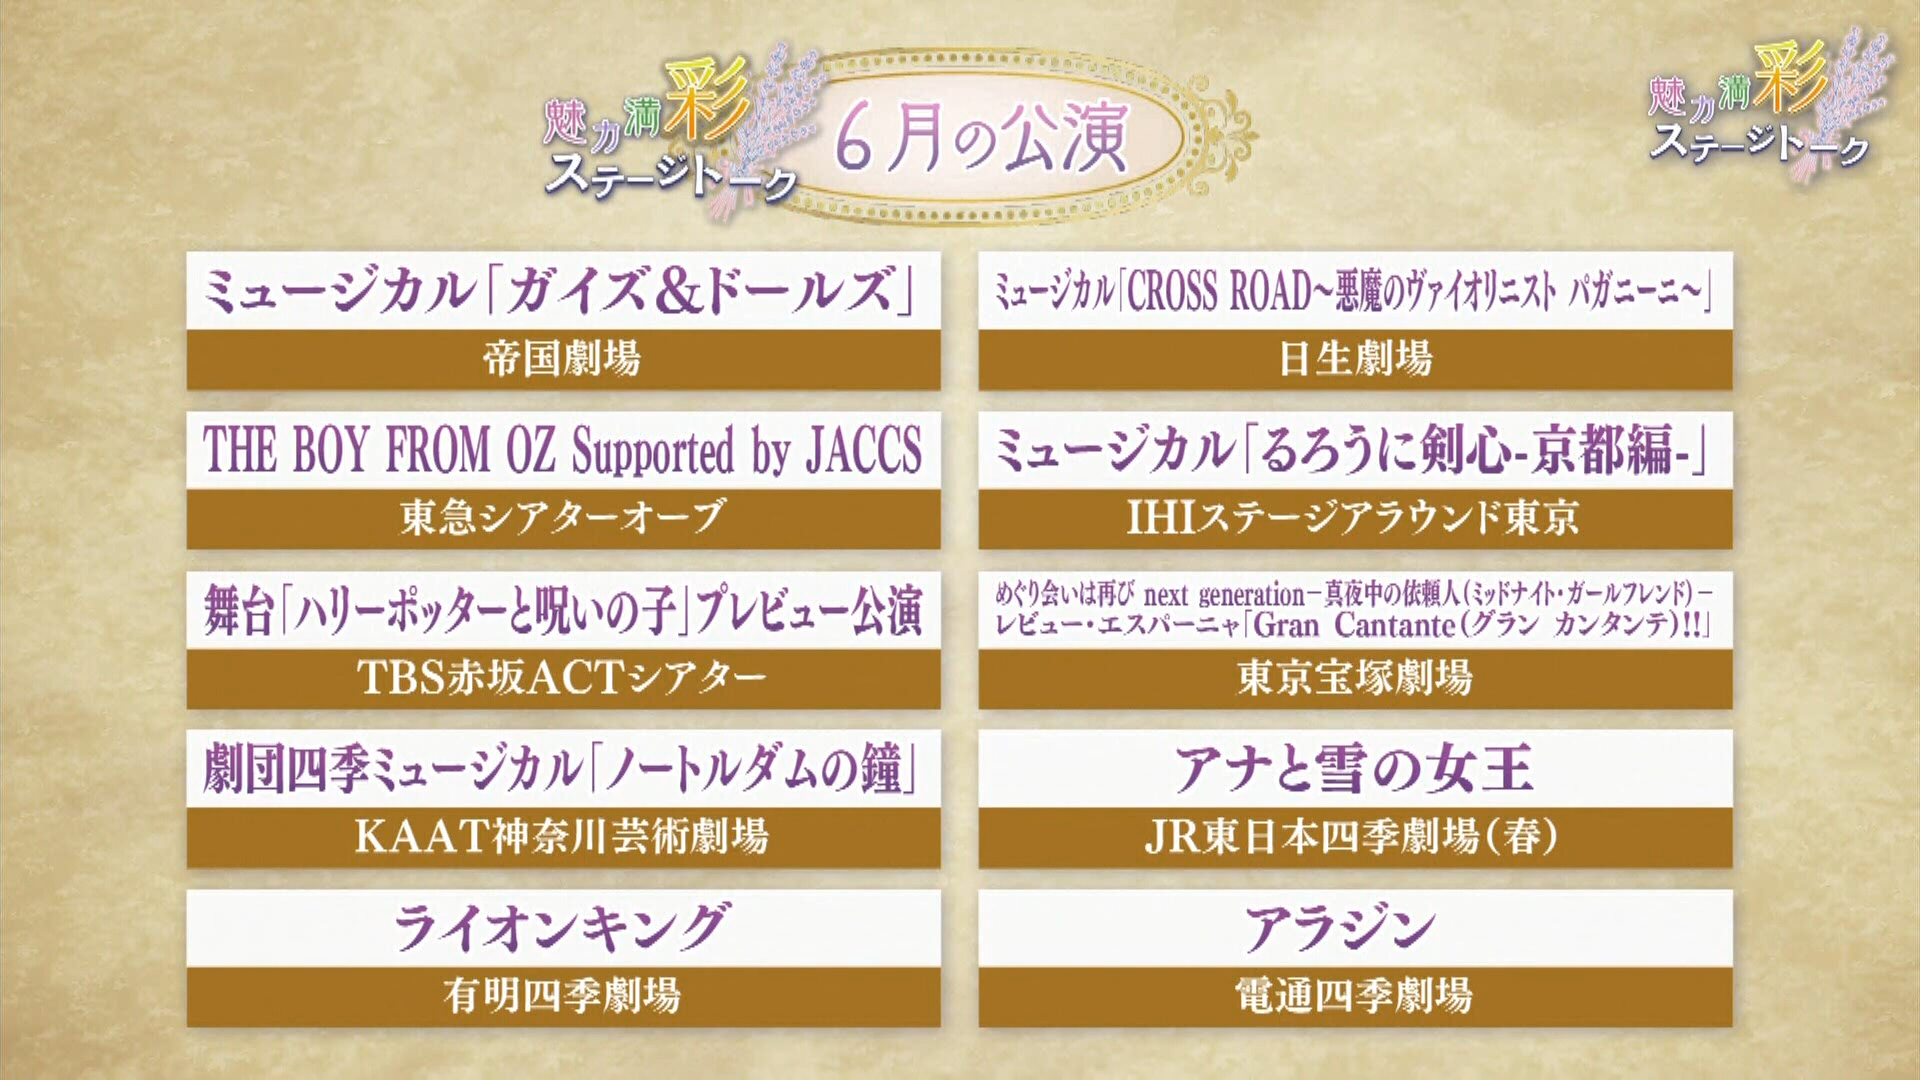 魅力満彩
ステージトーク
6月の公演
魅力満彩
ステージトーク
ミュージカル「ガイズ&ドールズ」
帝国劇場
ミュージカル「CROSS ROAD～悪魔のヴァイオリニスト パガニーニ～」
日生劇場
THE BOY FROM OZ Supported by JACCS
東急シアターオーブ
ミュージカル「るろうに剣心-京都編-」
IHIステージアラウンド東京
舞台「ハリーポッターと呪いの子」プレビュー公演
TBS赤坂ACTシアター
めぐり会いは再び next generation－真夜中の依頼人(ミッドナイト・ガールフレンド)－
レビュー・エスパーニャ「Gran Cantante(グラン カンタンテ)!!」
東京宝塚劇場
劇団四季ミュージカル「ノートルダムの鐘」
KAAT神奈川芸術劇場
アナと雪の女王
JR東日本四季劇場(春)
ライオンキング
有明四季劇場
アラジン
電通四季劇場